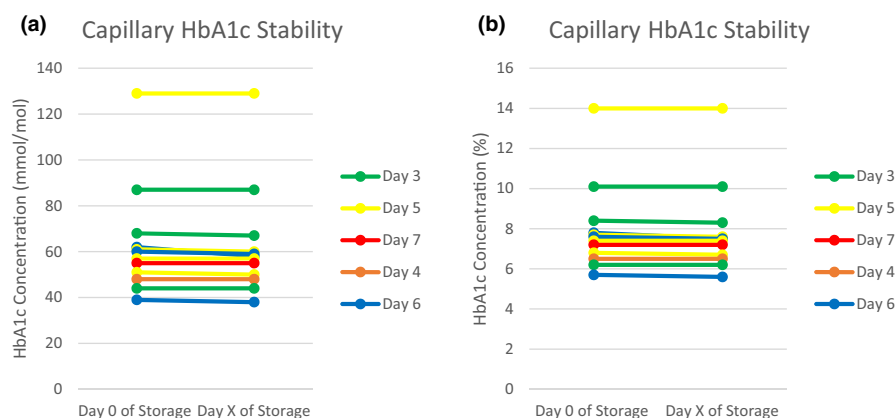 (a)
Capillary HbA1c Stability
HbA1c Concentration (mmol/mol)
140
120
100
80
60
40
20
0
Day 0 of Storage
Day X of Storage
Day 3
Day 5
Day 7
Day 4
Day 6
(b)
Capillary HbA1c Stability
HbA1c Concentration (%)
16
14
12
10
8
6
4
2
0
Day 0 of Storage
Day X of Storage
Day 3
Day 5
Day 7
Day 4
Day 6